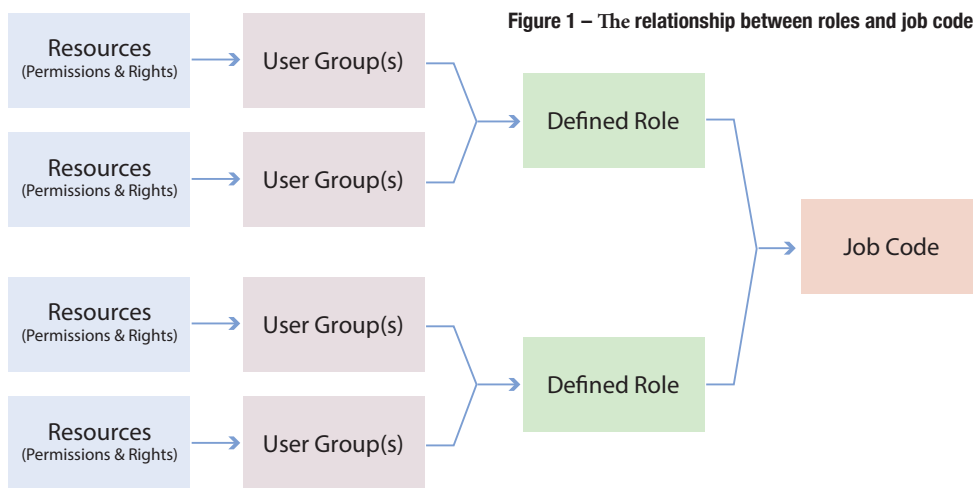 Figure 1 – The relationship between roles and job code
Resources
(Permissions & Rights)
User Group(s)
Resources
(Permissions & Rights)
User Group(s)
Defined Role
Job Code
Resources
(Permissions & Rights)
User Group(s)
Resources
(Permissions & Rights)
User Group(s)
Defined Role